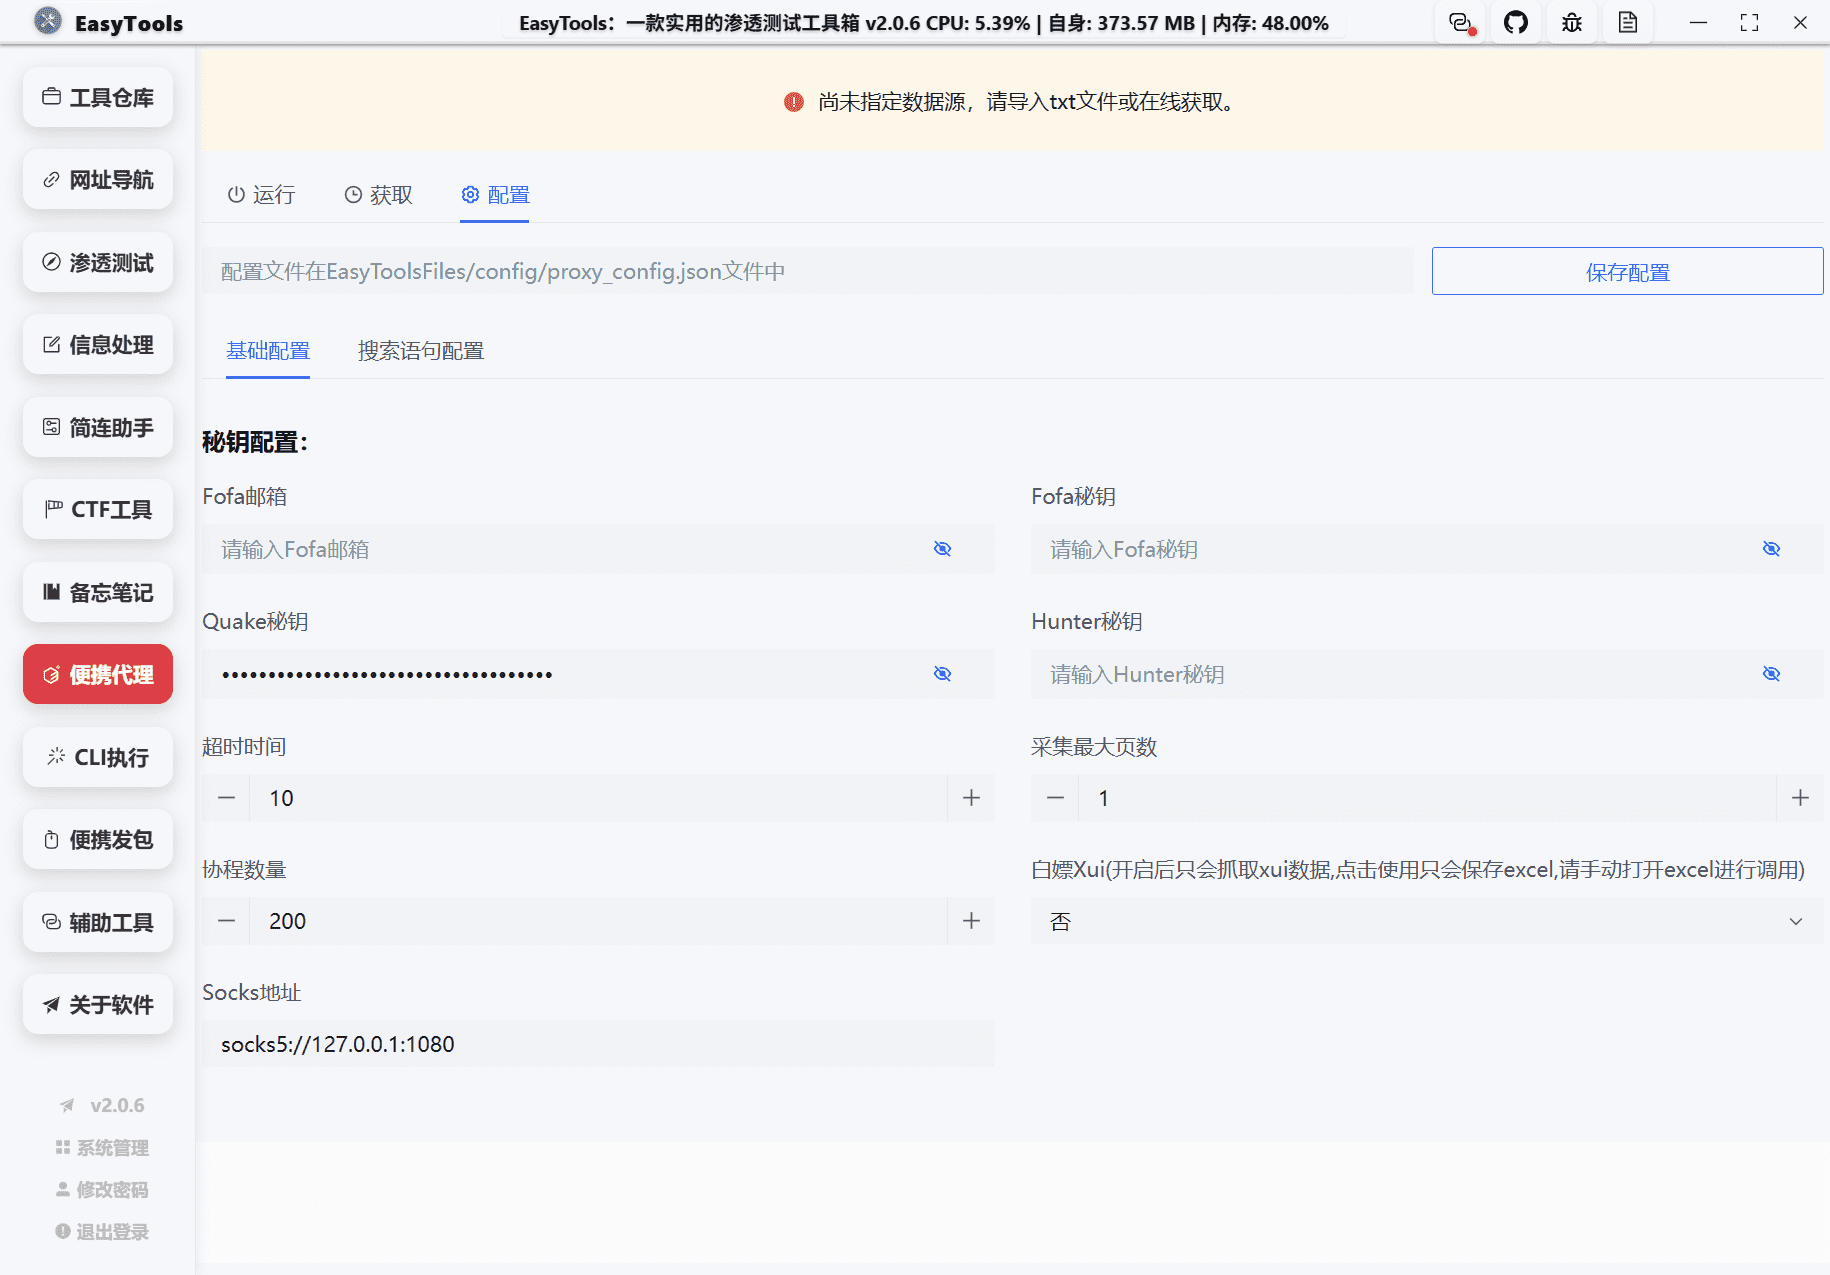 EasyTools
EasyTools：一款实用的渗透测试工具箱 v2.0.6 CPU: 5.39% | 自身: 373.57 MB | 内存: 48.00%
工具仓库
网址导航
渗透测试
信息处理
简连助手
CTF工具
备忘笔记
便携代理
CLI执行
便携发包
辅助工具
关于软件
v2.0.6
系统管理
修改密码
退出登录
尚未指定数据源，请导入txt文件或在线获取。
运行
获取
配置
配置文件在EasyToolsFiles/config/proxy_config.json文件中
保存配置
基础配置
搜索语句配置
秘钥配置：
Fofa邮箱
请输入Fofa邮箱
Fofa秘钥
请输入Fofa秘钥
Quake秘钥
••••••••••••••••••••••••••••••••••••
Hunter秘钥
请输入Hunter秘钥
超时时间
10
采集最大页数
1
协程数量
200
白嫖Xui(开启后只会抓取xui数据,点击使用只会保存excel,请手动打开excel进行调用)
否
Socks地址
socks5://127.0.0.1:1080